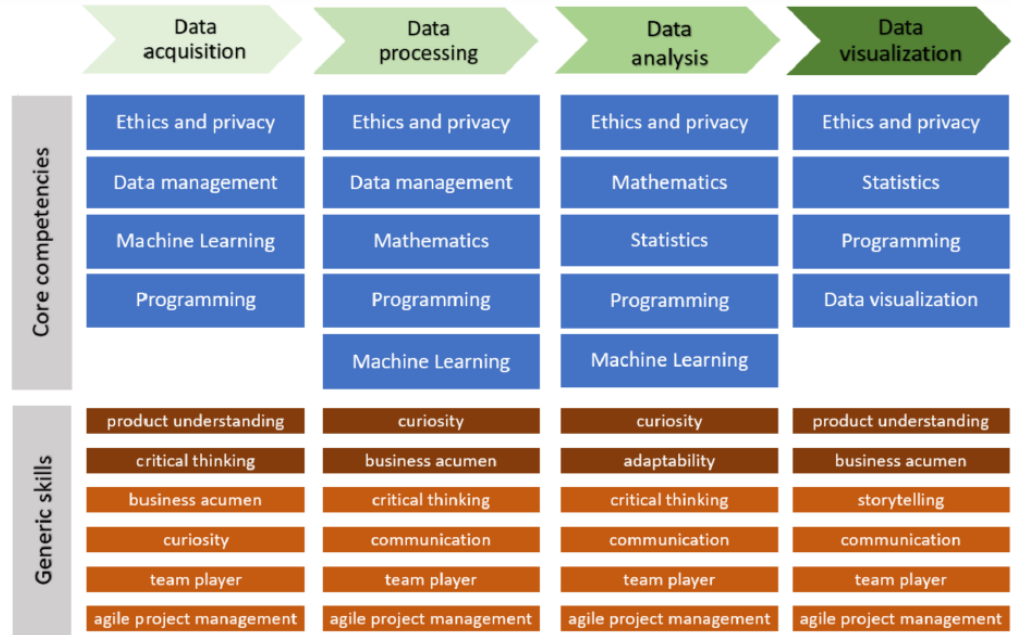 Data
acquisition
Data
processing
Data
analysis
Data
visualization
Core competencies
Ethics and privacy
Ethics and privacy
Ethics and privacy
Ethics and privacy
Data management
Data management
Mathematics
Statistics
Machine Learning
Mathematics
Statistics
Programming
Programming
Programming
Programming
Data visualization
Machine Learning
Machine Learning
Generic skills
product understanding
curiosity
curiosity
product understanding
critical thinking
business acumen
adaptability
business acumen
business acumen
critical thinking
critical thinking
storytelling
curiosity
communication
communication
communication
team player
team player
team player
team player
agile project management
agile project management
agile project management
agile project management